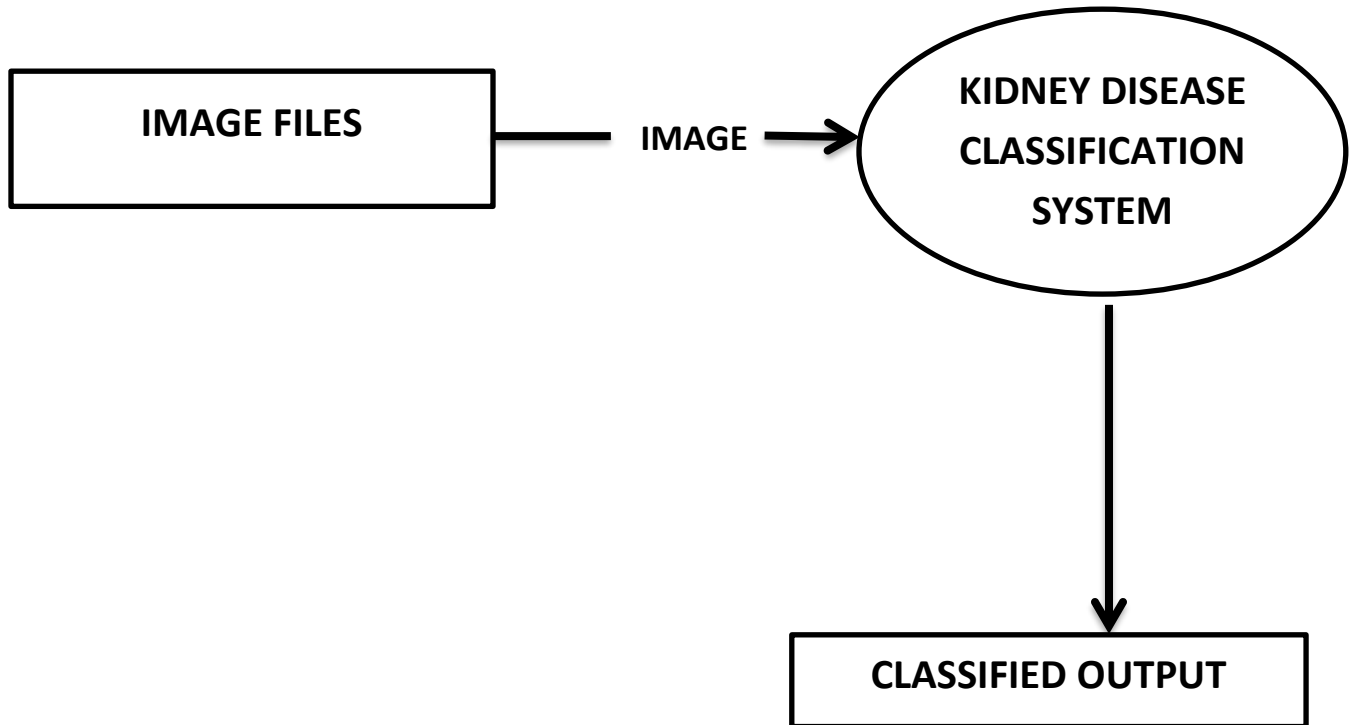 IMAGE FILES
IMAGE
KIDNEY DISEASE
CLASSIFICATION
SYSTEM
CLASSIFIED OUTPUT